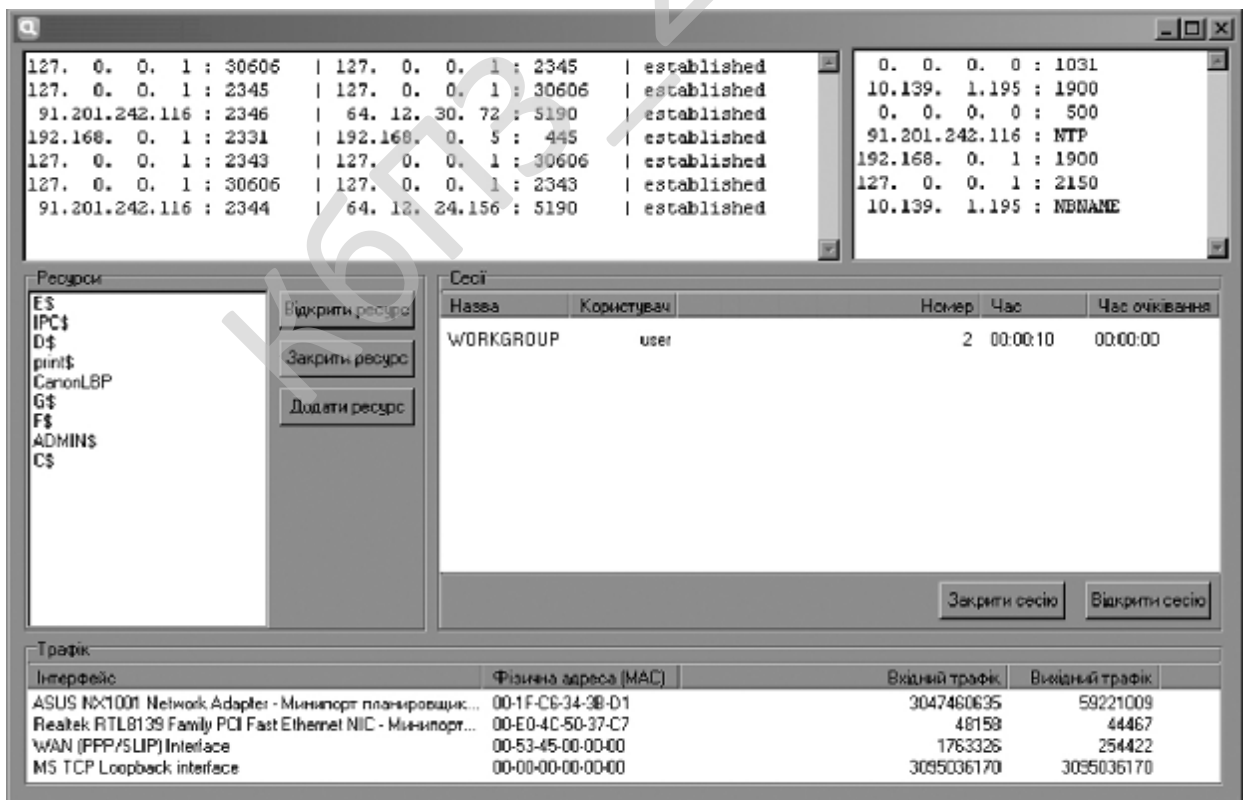 127. 0. 0. 1 : 30606 | 127. 0. 0. 1 : 2345 | established
127. 0. 0. 1 : 2345 | 127. 0. 0. 1 : 30606 | established
91.201.242.116 : 2346 | 64. 12. 30. 72 : 5190 | established
192.168. 0. 1 : 2331 | 192.168. 0. 5 : 445 | established
127. 0. 0. 1 : 2343 | 127. 0. 0. 1 : 30606 | established
127. 0. 0. 1 : 30606 | 127. 0. 0. 1 : 2343 | established
91.201.242.116 : 2344 | 64. 12. 24.156 : 5190 | established
0. 0. 0. 0 : 1031
10.139. 1.195 : 1900
0. 0. 0. 0 : 500
91.201.242.116 : NTP
192.168. 0. 1 : 1900
127. 0. 0. 1 : 2150
10.139. 1.195 : NBNAME
Ресурси
E$
IPC$
D$
print$
CanonLBP
G$
F$
ADMIN$
C$
Відкрити ресурс
Закрити ресурс
Додати ресурс
Сесії
Назва Користувач Номер Час Час очіківання
WORKGROUP user 2 00:00:10 00:00:00
Закрити сесію Відкрити сесію
Трафік
Інтерфейс Фізична адреса (MAC) Вхідний трафік Вихідний трафік
ASUS NX1001 Network Adapter - Минипорт планировщик... 00-1F-C6-34-3B-D1 3047460635 59221009
Realtek RTL8139 Family PCI Fast Ethernet NIC - Минипорт... 00-E0-4C-50-37-C7 48158 44467
WAN (PPP/SLIP) Interface 00-53-45-00-00-00 1763326 254422
MS TCP Loopback interface 00-00-00-00-00-00 3095036170 3095036170
КбПЗ_